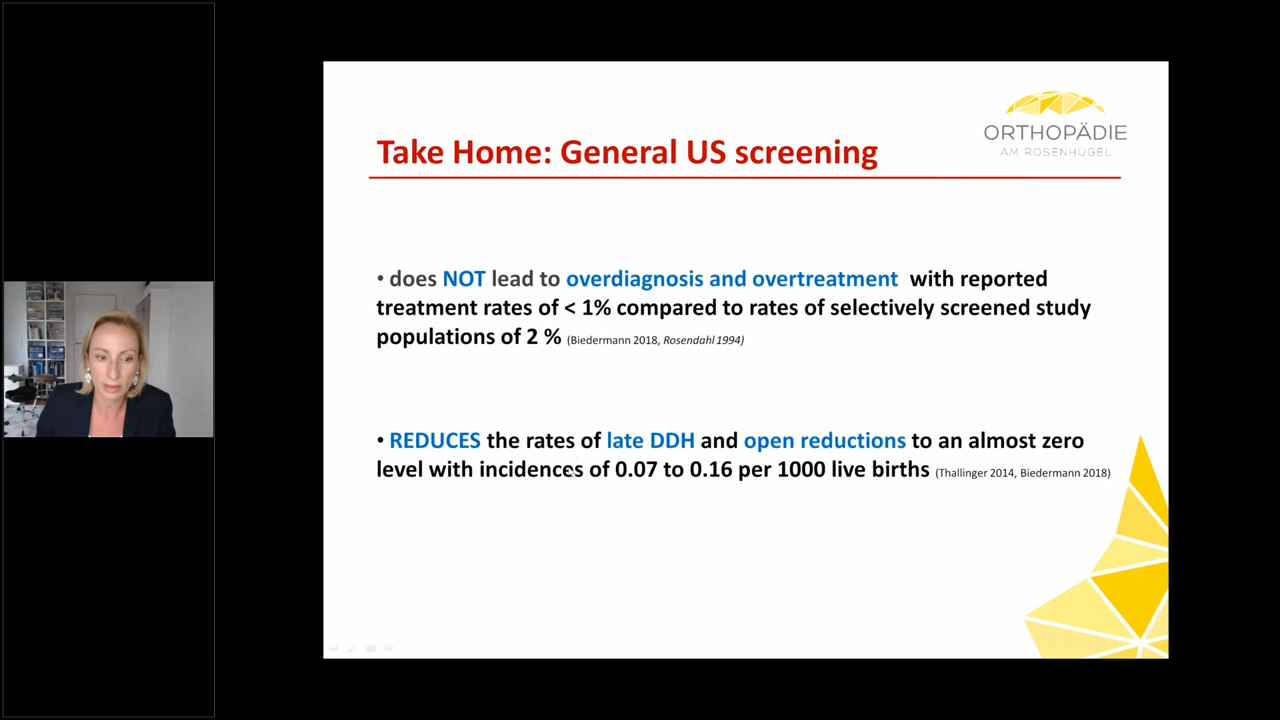 ORTHOPÄDIE
AM ROSENHÜGEL
Take Home: General US screening
• does NOT lead to overdiagnosis and overtreatment with reported
treatment rates of < 1% compared to rates of selectively screened study
populations of 2 % (Biedermann 2018, Rosendahl 1994)
• REDUCES the rates of late DDH and open reductions to an almost zero
level with incidences of 0.07 to 0.16 per 1000 live births (Thallinger 2014, Biedermann 2018)